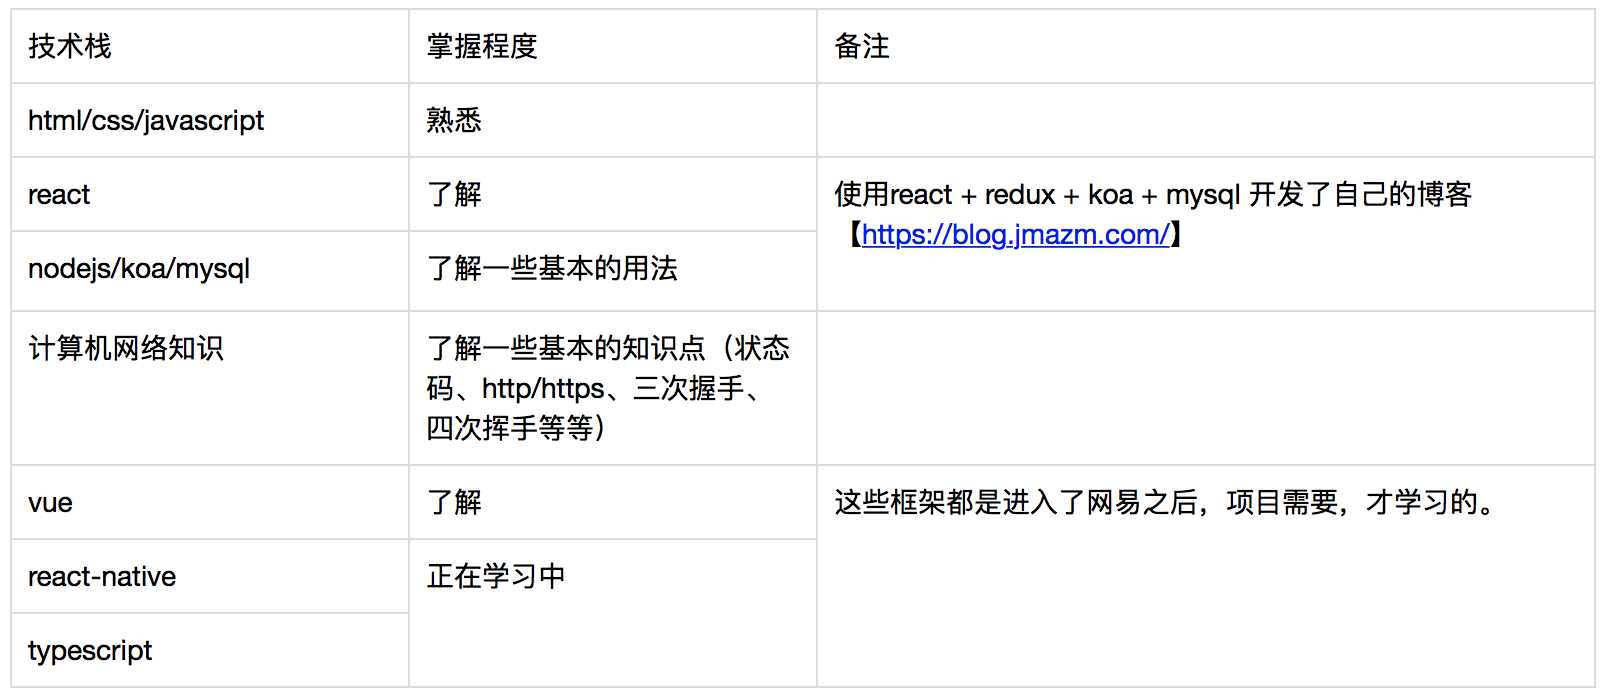 技术栈
掌握程度
备注
html/css/javascript
熟悉
react
了解
使用react + redux + koa + mysql 开发了自己的博客
【https://blog.jmazm.com/】
nodejs/koa/mysql
了解一些基本的用法
计算机网络知识
了解一些基本的知识点（状态
码、http/https、三次握手、
四次挥手等等）
vue
了解
这些框架都是进入了网易之后，项目需要，才学习的。
react-native
正在学习中
typescript